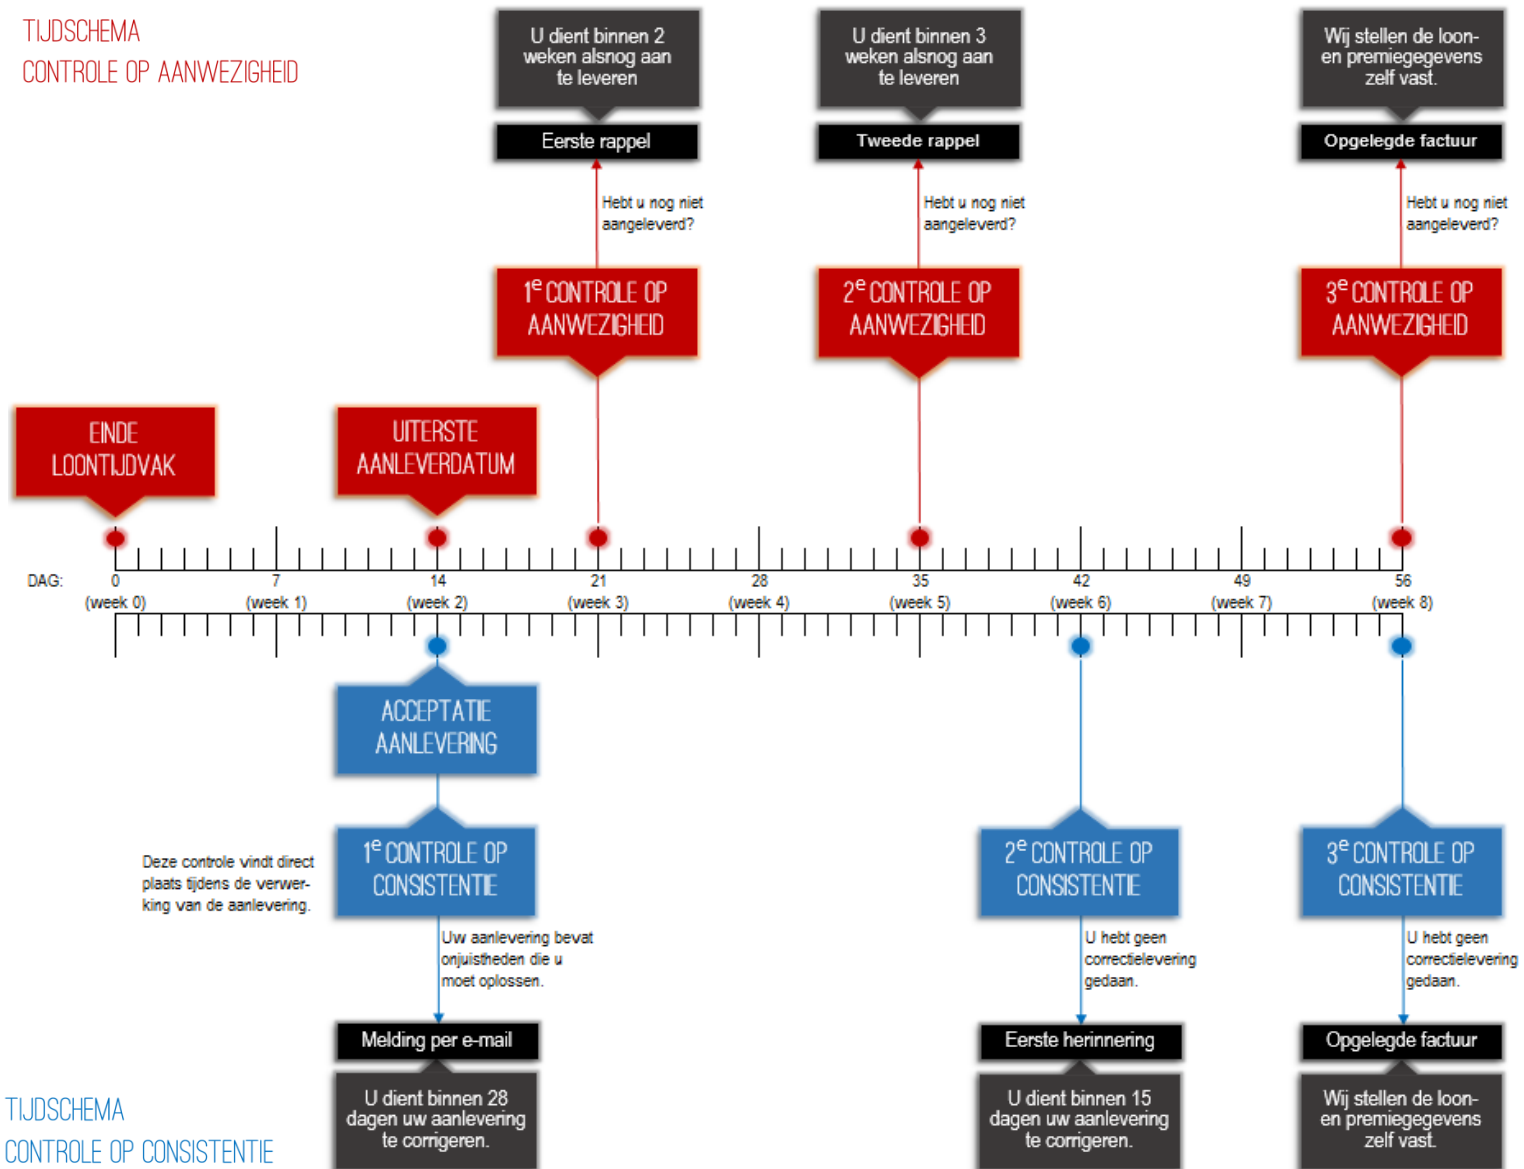 TIJDSCHEMA
CONTROLE OP AANWEZIGHEID
U dient binnen 2
weken alsnog aan
te leveren
Eerste rappel
Hebt u nog niet
aangeleverd?
1e CONTROLE OP
AANWEZIGHEID
U dient binnen 3
weken alsnog aan
te leveren
Tweede rappel
Hebt u nog niet
aangeleverd?
2e CONTROLE OP
AANWEZIGHEID
Wij stellen de loon-
en premiegegevens
zelf vast.
Opgelegde factuur
Hebt u nog niet
aangeleverd?
3e CONTROLE OP
AANWEZIGHEID
EINDE
LOONTIJDVAK
UITERSTE
AANLEVERDATUM
DAG: 0 7 14 21 28 35 42 49 56
(week 0) (week 1) (week 2) (week 3) (week 4) (week 5) (week 6) (week 7) (week 8)
ACCEPTATIE
AANLEVERING
Deze controle vindt direct
plaats tijdens de verwer-
king van de aanlevering.
1e CONTROLE OP
CONSISTENTIE
Uw aanlevering bevat
onjuistheden die u
moet oplossen.
Melding per e-mail
U dient binnen 28
dagen uw aanlevering
te corrigeren.
2e CONTROLE OP
CONSISTENTIE
U hebt geen
correctielevering
gedaan.
Eerste herinnering
U dient binnen 15
dagen uw aanlevering
te corrigeren.
3e CONTROLE OP
CONSISTENTIE
U hebt geen
correctielevering
gedaan.
Opgelegde factuur
Wij stellen de loon-
en premiegegevens
zelf vast.
TIJDSCHEMA
CONTROLE OP CONSISTENTIE